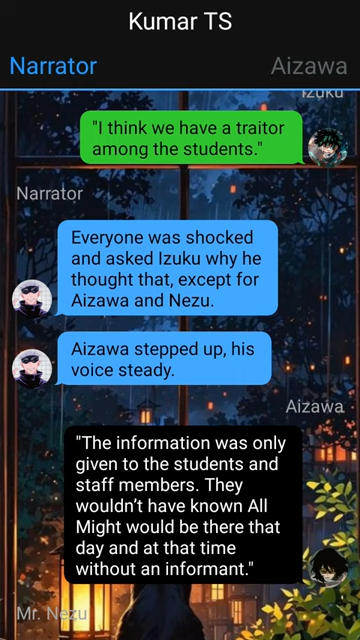 Kumar TS
Narrator
Aizawa
Izuku
"I think we have a traitor
among the students."
Narrator
Everyone was shocked
and asked Izuku why he
thought that, except for
Aizawa and Nezu.
Aizawa stepped up, his
voice steady.
Aizawa
"The information was only
given to the students and
staff members. They
wouldn't have known All
Might would be there that
day and at that time
without an informant."
Mr. Nezu